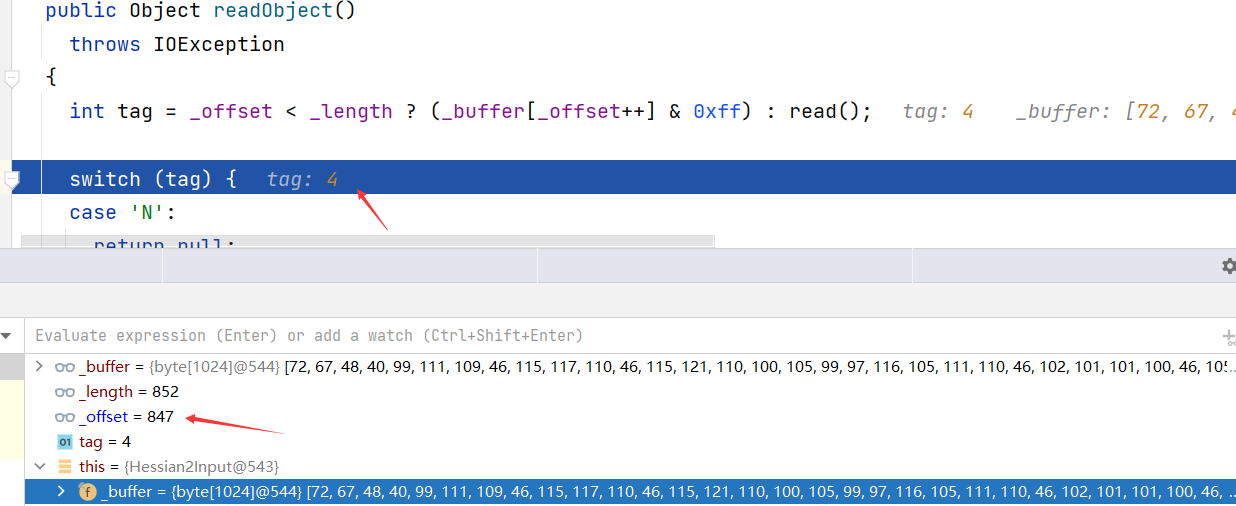 public Object readObject()
throws IOException
{
int tag = _offset < _length ? (_buffer[_offset++] & 0xff) : read(); tag: 4 _buffer: [72, 67, 4
switch (tag) { tag: 4
case 'N':
return null;
Evaluate expression (Enter) or add a watch (Ctrl+Shift+Enter)
_buffer = {byte[1024]@544} [72, 67, 48, 40, 99, 111, 109, 46, 115, 117, 110, 46, 115, 121, 110, 100, 105, 99, 97, 116, 105, 111, 110, 46, 102, 101, 101, 100, 46, 105...
_length = 852
_offset = 847
01 tag = 4
this = {Hessian2Input@543}
f _buffer = {byte[1024]@544} [72, 67, 48, 40, 99, 111, 109, 46, 115, 117, 110, 46, 115, 121, 110, 100, 105, 99, 97, 116, 105, 111, 110, 46, 102, 101, 101, 100, 46, ...